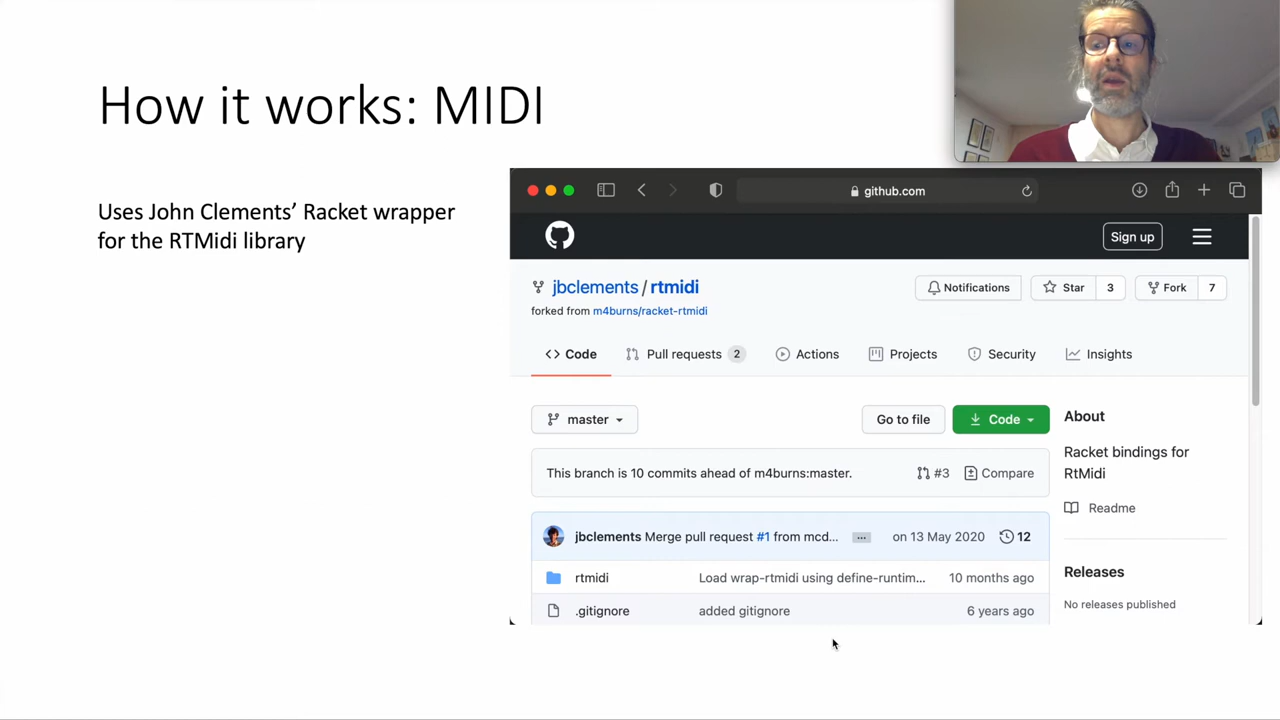 How it works: MIDI
Uses John Clements’ Racket wrapper
for the RTMidi library
github.com
Sign up
jbclements / rtmidi
Notifications
Star 3
Fork 7
forked from m4burns/racket-rtmidi
Code
Pull requests 2
Actions
Projects
Security
Insights
master
Go to file
Code
About
Racket bindings for
RtMidi
Readme
This branch is 10 commits ahead of m4burns:master.
#3
Compare
jbclements Merge pull request #1 from mcd... ... on 13 May 2020 12
rtmidi Load wrap-rtmidi using define-runtim... 10 months ago
.gitignore added gitignore 6 years ago
Releases
No releases published